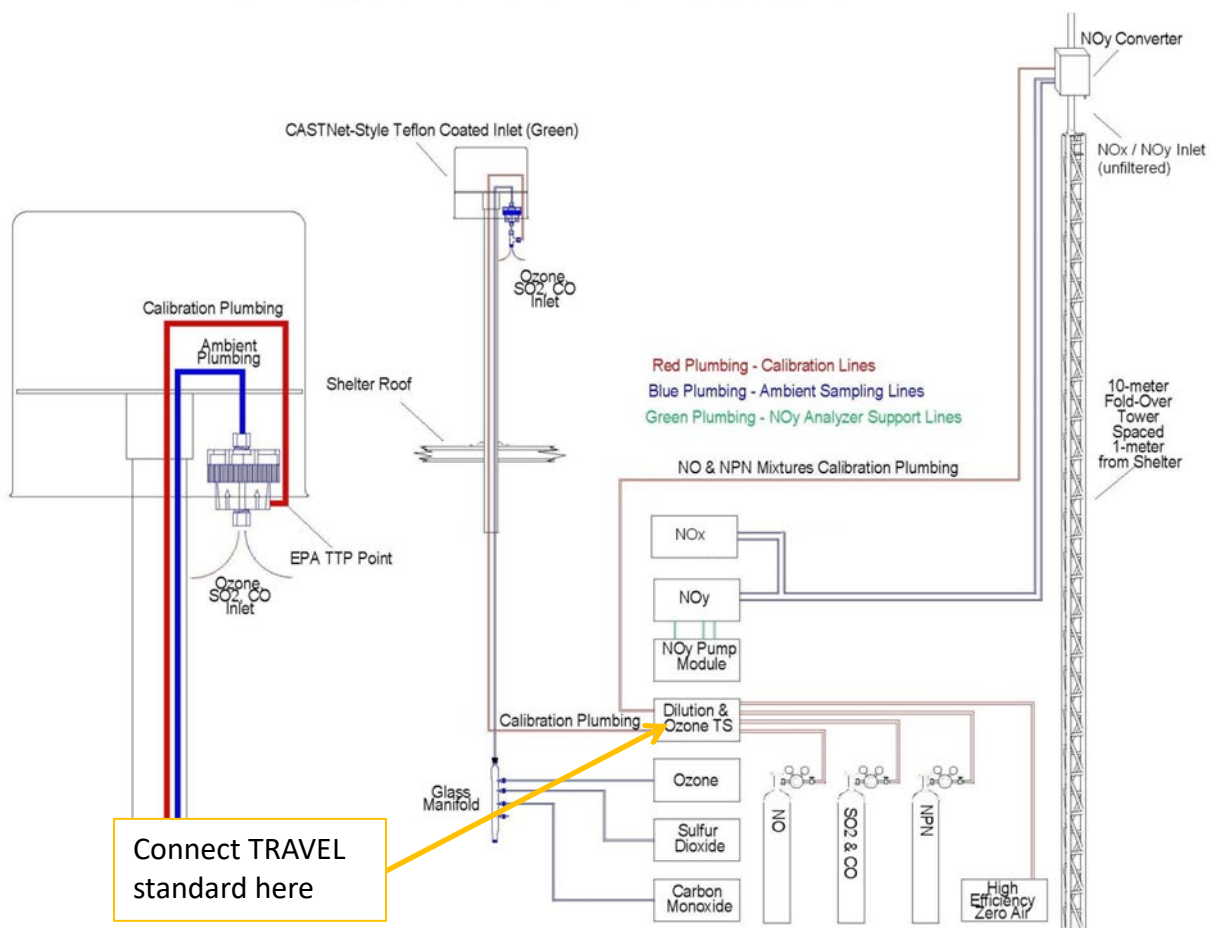 NOy Converter
CASTNet-Style Teflon Coated Inlet (Green)
NOx / NOy Inlet
(unfiltered)
Ozone,
SO2, CO
Inlet
Calibration Plumbing
Ambient
Plumbing
Shelter Roof
Red Plumbing - Calibration Lines
Blue Plumbing - Ambient Sampling Lines
Green Plumbing - NOy Analyzer Support Lines
10-meter
Fold-Over
Tower
Spaced
1-meter
from Shelter
NO & NPN Mixtures Calibration Plumbing
EPA TTP Point
Ozone,
SO2, CO
Inlet
NOx
NOy
NOy Pump
Module
Calibration Plumbing
Dilution &
Ozone TS
Glass
Manifold
Ozone
Sulfur
Dioxide
Carbon
Monoxide
NO
SO2 & CO
NPN
High
Efficiency
Zero Air
Connect TRAVEL
standard here